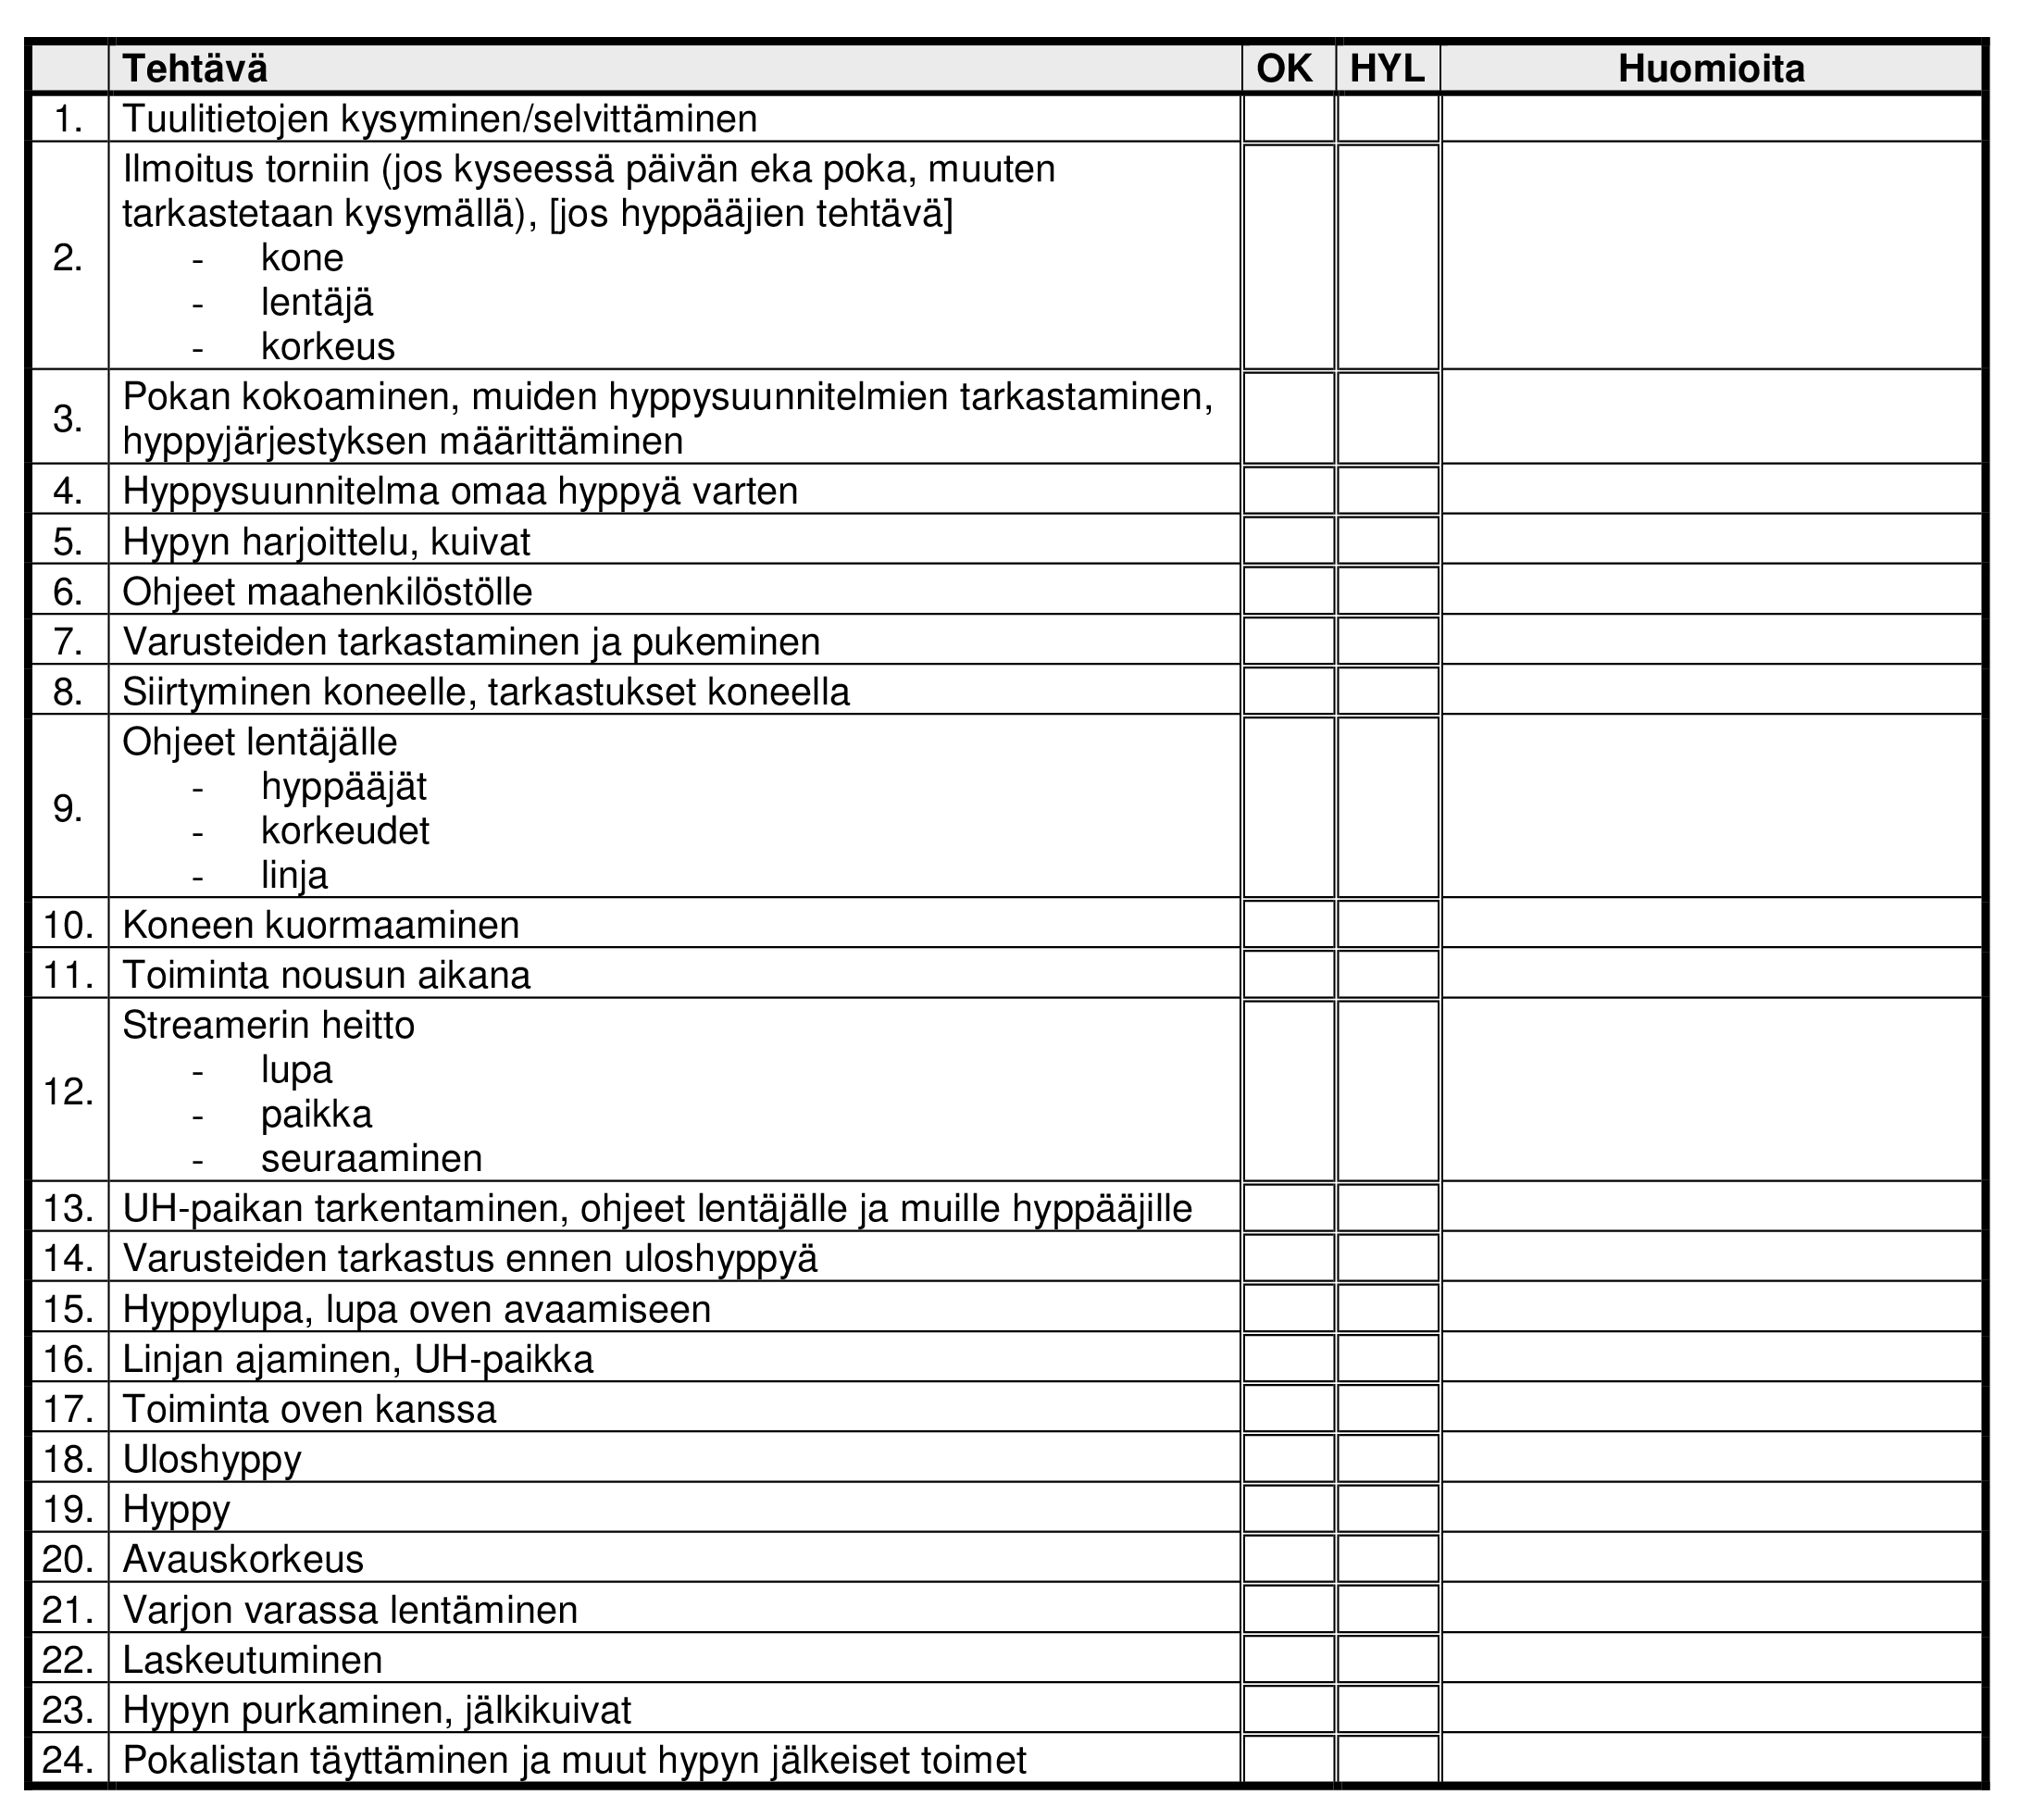 Tehtävä OK HYL Huomioita
1. Tuulitietojen kysyminen/selvittäminen
2. Ilmoitus torniin (jos kyseessä päivän eka poka, muuten
tarkastetaan kysymällä), [jos hyppääjien tehtävä]
- kone
- lentäjä
- korkeus
3. Pokan kokoaminen, muiden hyppysuunnitelmien tarkastaminen,
hyppyjärjestyksen määrittäminen
4. Hyppysuunnitelma omaa hyppyä varten
5. Hypyn harjoittelu, kuivat
6. Ohjeet maahenkilöstölle
7. Varusteiden tarkastaminen ja pukeminen
8. Siirtyminen koneelle, tarkastukset koneella
9. Ohjeet lentäjälle
- hyppääjät
- korkeudet
- linja
10. Koneen kuormaaminen
11. Toiminta nousun aikana
12. Streamerin heitto
- lupa
- paikka
- seuraaminen
13. UH-paikan tarkentaminen, ohjeet lentäjälle ja muille hyppääjille
14. Varusteiden tarkastus ennen uloshyppyä
15. Hyppylupa, lupa oven avaamiseen
16. Linjan ajaminen, UH-paikka
17. Toiminta oven kanssa
18. Uloshyppy
19. Hyppy
20. Avauskorkeus
21. Varjon varassa lentäminen
22. Laskeutuminen
23. Hypyn purkaminen, jälkikuivat
24. Pokalistan täyttäminen ja muut hypyn jälkeiset toimet